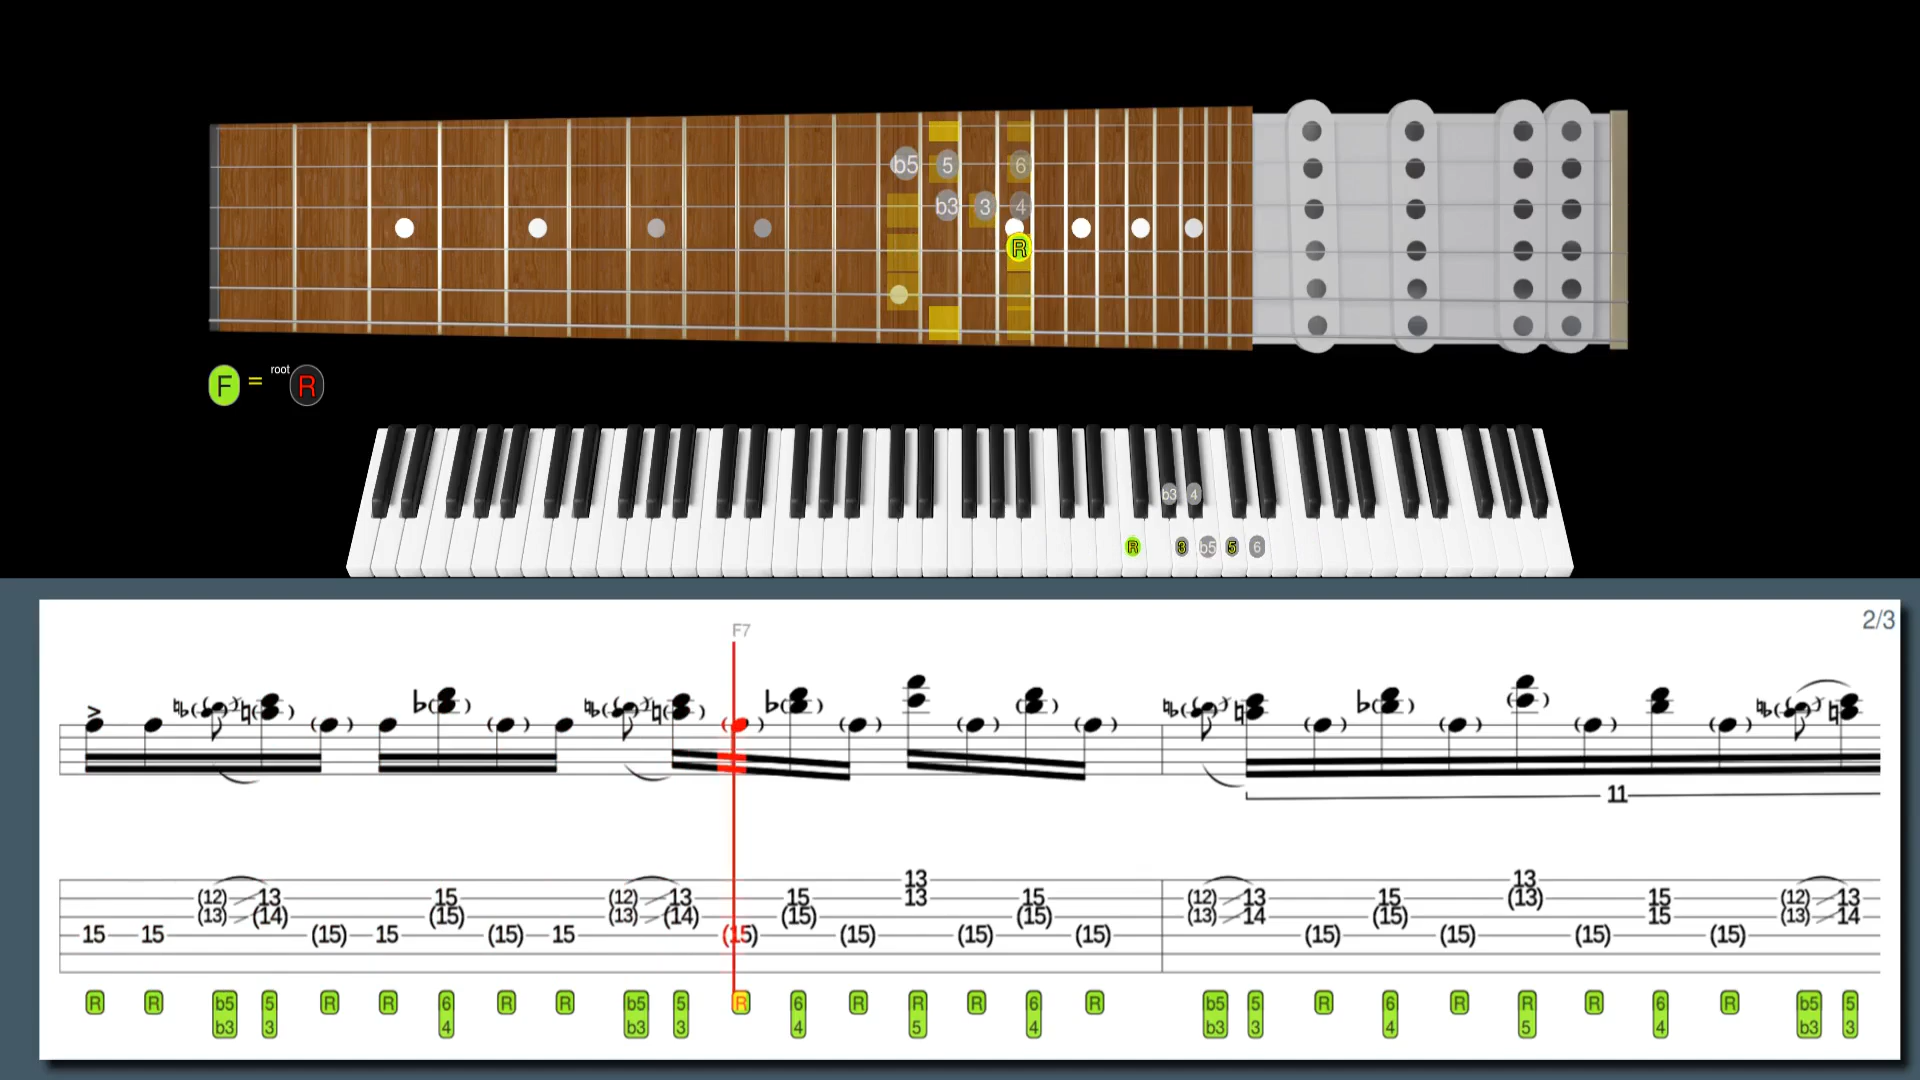 b5 5 6
b3 3 4
R
F = root R
b3 4
R 3 b5 5 6
2/3
F7
11
13 13
(12) 13 15 (12) 13 15 13 15 (12) 13 15 (13) 15 (12) 13
(13) (14) (15) (13) (14) (15) (15) (13) 14 (15) 15 (13) 14
15 15 (15) 15 (15) 15 (15) (15) (15) (15) (15) (15) (15) (15)
R R b5 5 R R 6 R R b5 5 R 6 R R R 6 R b5 5 R 6 R R R 6 R b5 5
b3 3 4 b3 3 4 5 4 b3 3 4 5 4 b3 3